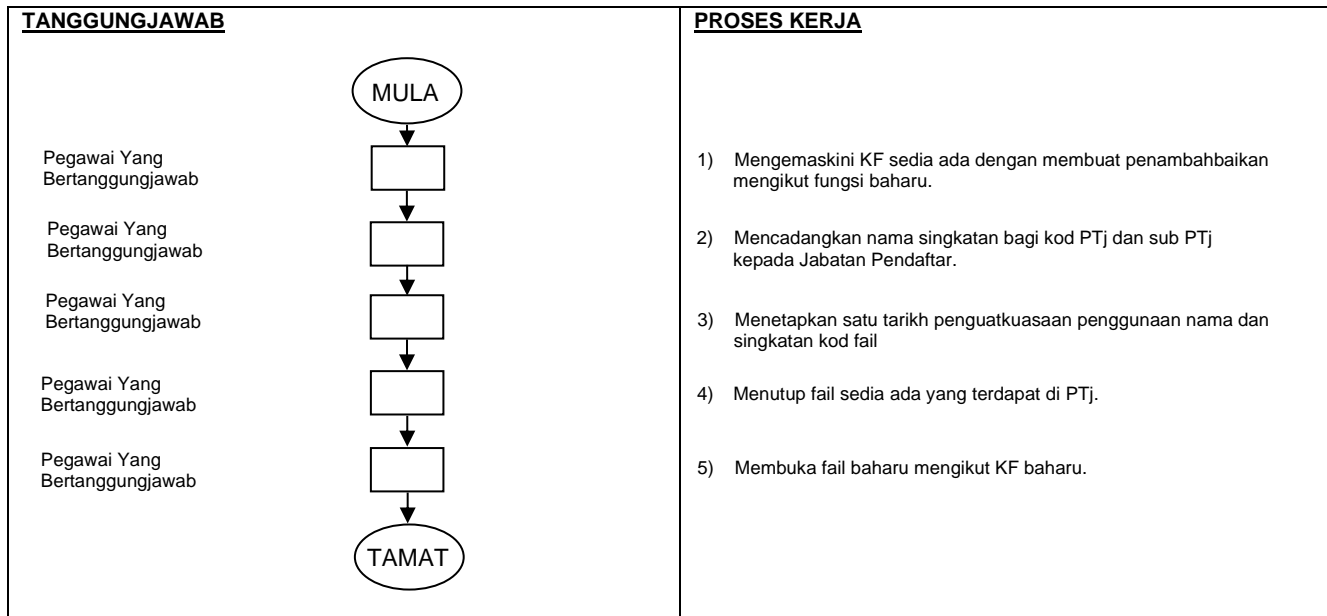 TANGGUNGJAWAB
PROSES KERJA
MULA
Pegawai Yang
Bertanggungjawab
1) Mengemaskini KF sedia ada dengan membuat penambahbaikan
mengikut fungsi baharu.
Pegawai Yang
Bertanggungjawab
2) Mencadangkan nama singkatan bagi kod PTj dan sub PTj
kepada Jabatan Pendaftar.
Pegawai Yang
Bertanggungjawab
3) Menetapkan satu tarikh penguatkuasaan penggunaan nama dan
singkatan kod fail
Pegawai Yang
Bertanggungjawab
4) Menutup fail sedia ada yang terdapat di PTj.
Pegawai Yang
Bertanggungjawab
5) Membuka fail baharu mengikut KF baharu.
TAMAT